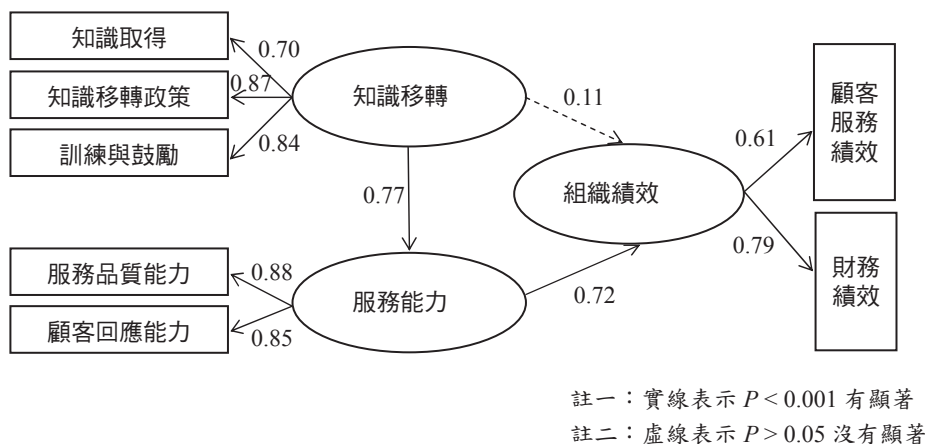 知識取得
0.70
知識移轉政策
0.87
訓練與鼓勵
0.84
知識移轉
0.11
顧客
服務
績效
0.61
組織績效
0.77
0.79
財務
績效
服務品質能力
0.88
顧客回應能力
0.85
服務能力
0.72
註一：實線表示 P < 0.001 有顯著
註二：虛線表示 P > 0.05 沒有顯著